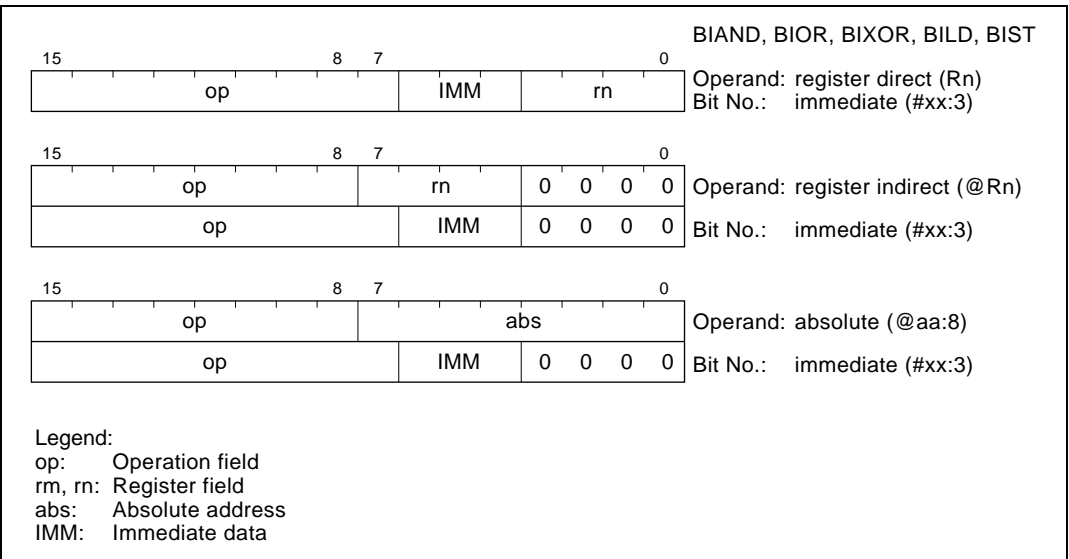 BIAND, BIOR, BIXOR, BILD, BIST
15 8 7 0
op IMM rn
Operand: register direct (Rn)
Bit No.: immediate (#xx:3)
15 8 7 0
op rn 0 0 0 0 Operand: register indirect (@Rn)
op IMM 0 0 0 0 Bit No.: immediate (#xx:3)
15 8 7 0
op abs Operand: absolute (@aa:8)
op IMM 0 0 0 0 Bit No.: immediate (#xx:3)
Legend:
op: Operation field
rm, rn: Register field
abs: Absolute address
IMM: Immediate data